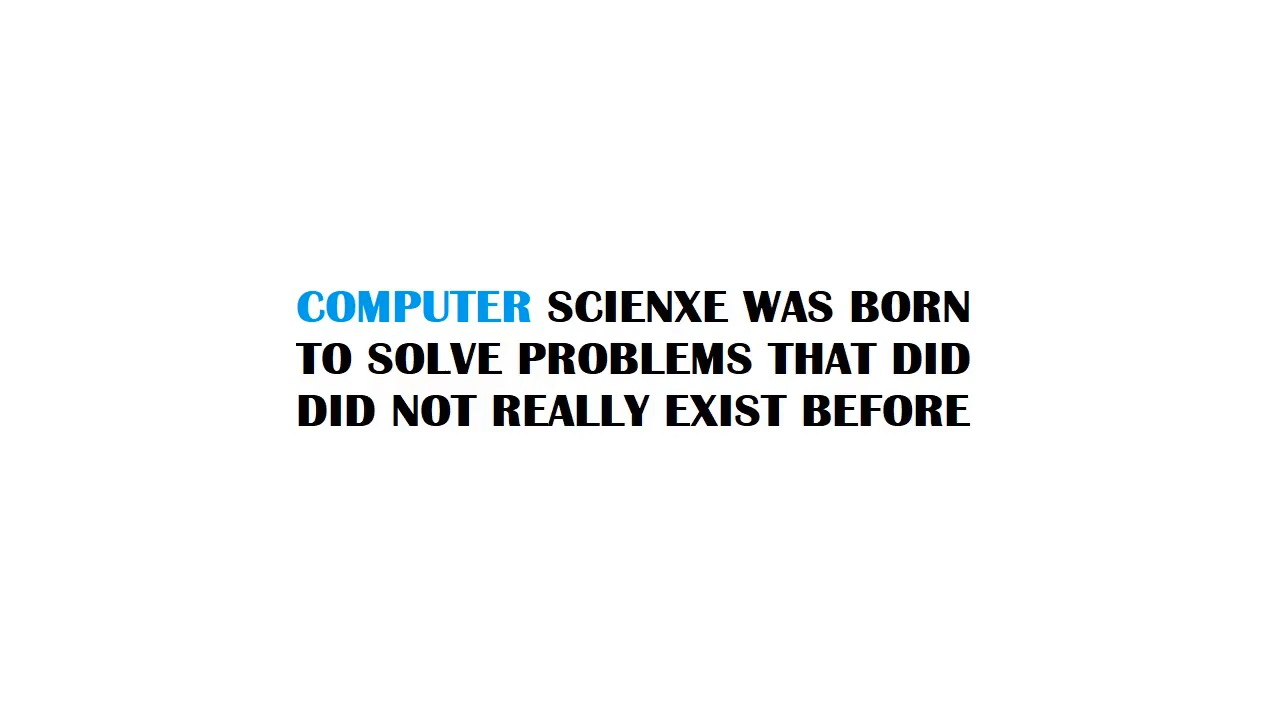 COMPUTER SCIENXE WAS BORN
TO SOLVE PROBLEMS THAT DID
DID NOT REALLY EXIST BEFORE